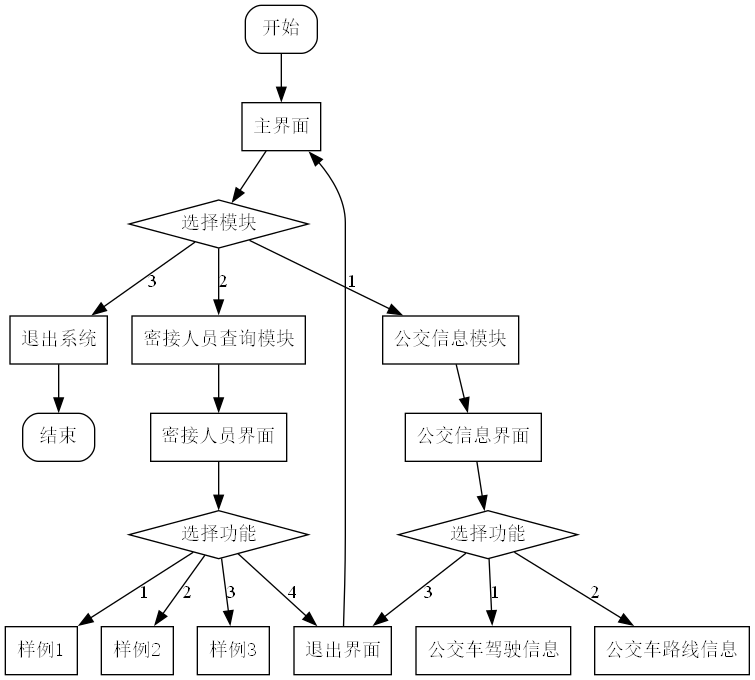 开始
主界面
选择模块
3
2
1
退出系统
密接人员查询模块
公交信息模块
结束
密接人员界面
公交信息界面
选择功能
选择功能
1
2
3
4
3
1
2
样例1
样例2
样例3
退出界面
公交车驾驶信息
公交车路线信息